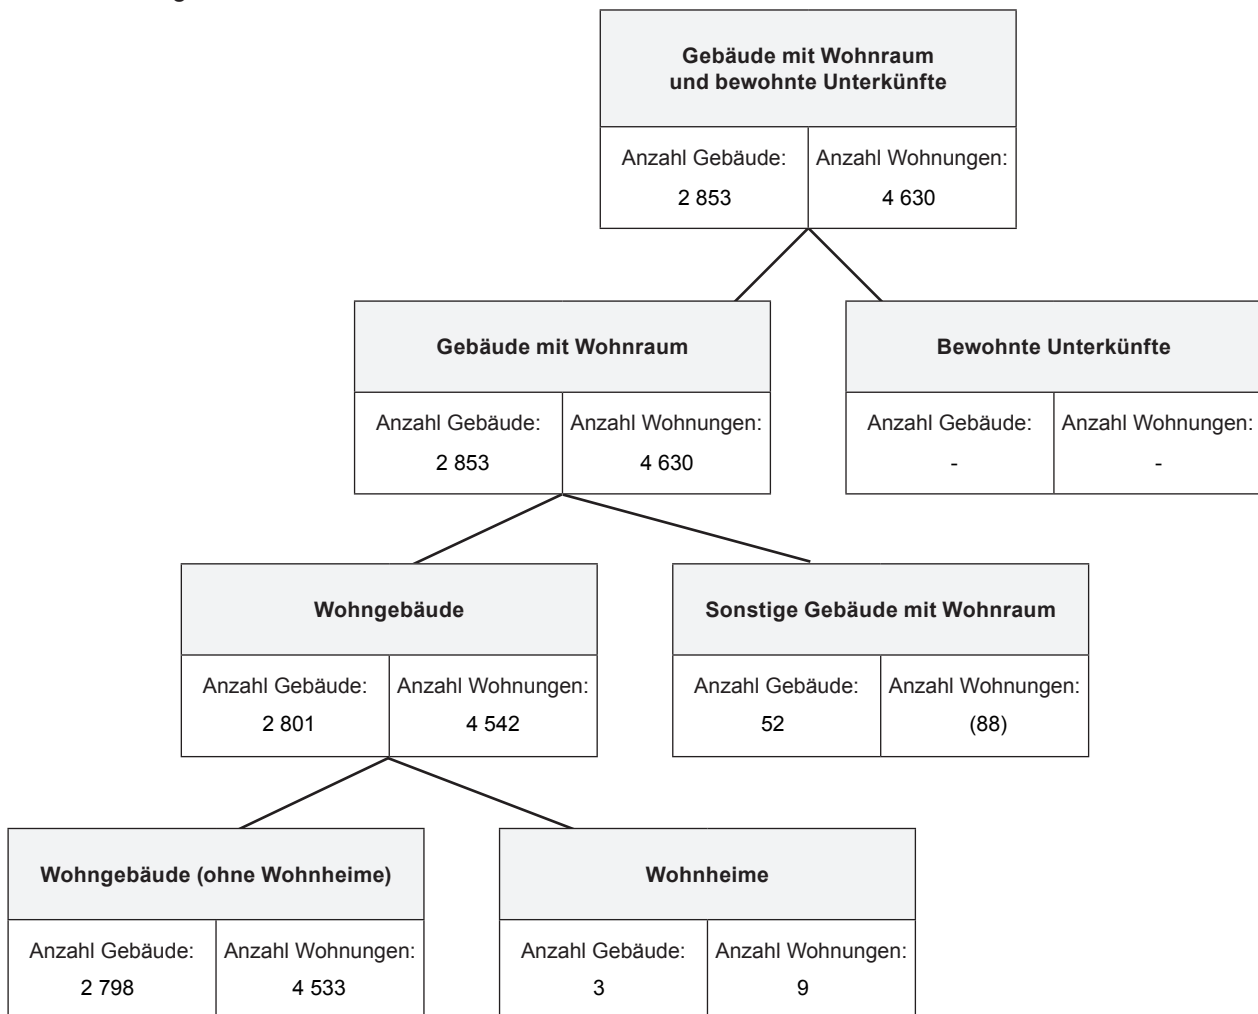 Gebäude mit Wohnraum
und bewohnte Unterkünfte
Anzahl Gebäude: Anzahl Wohnungen:
2 853 4 630
Gebäude mit Wohnraum
Anzahl Gebäude: Anzahl Wohnungen:
2 853 4 630
Bewohnte Unterkünfte
Anzahl Gebäude: Anzahl Wohnungen:
- -
Wohngebäude
Anzahl Gebäude: Anzahl Wohnungen:
2 801 4 542
Sonstige Gebäude mit Wohnraum
Anzahl Gebäude: Anzahl Wohnungen:
52 (88)
Wohngebäude (ohne Wohnheime)
Anzahl Gebäude: Anzahl Wohnungen:
2 798 4 533
Wohnheime
Anzahl Gebäude: Anzahl Wohnungen:
3 9